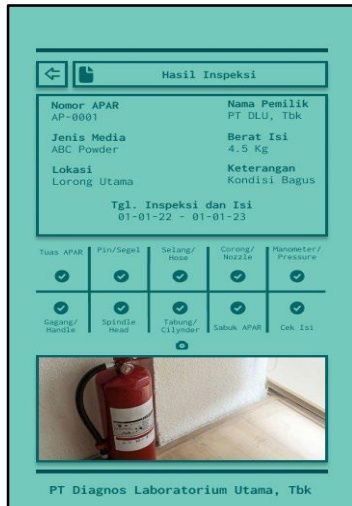 Hasil Inspeksi
Nomor APAR
AP-0001
Nama Pemilik
PT DLU, Tbk
Jenis Media
ABC Powder
Berat Isi
4.5 Kg
Lokasi
Lorong Utama
Keterangan
Kondisi Bagus
Tgl. Inspeksi dan Isi
01-01-22 - 01-01-23
Tuas APAR
Pin/Segel
Selang/
Hose
Corong/
Nozzle
Manometer/
Pressure
Gagang/
Handle
Spindle
Head
Tabung/
Cilynder
Sabuk APAR
Cek Isi
PT Diagnos Laboratorium Utama, Tbk